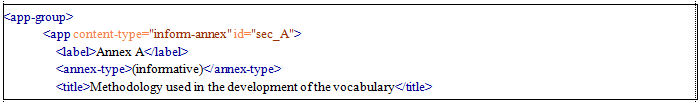 <app-group>
<app content-type="inform-annex" id="sec_A">
<label>Annex A</label>
<annex-type>(informative)</annex-type>
<title>Methodology used in the development of the vocabulary</title>